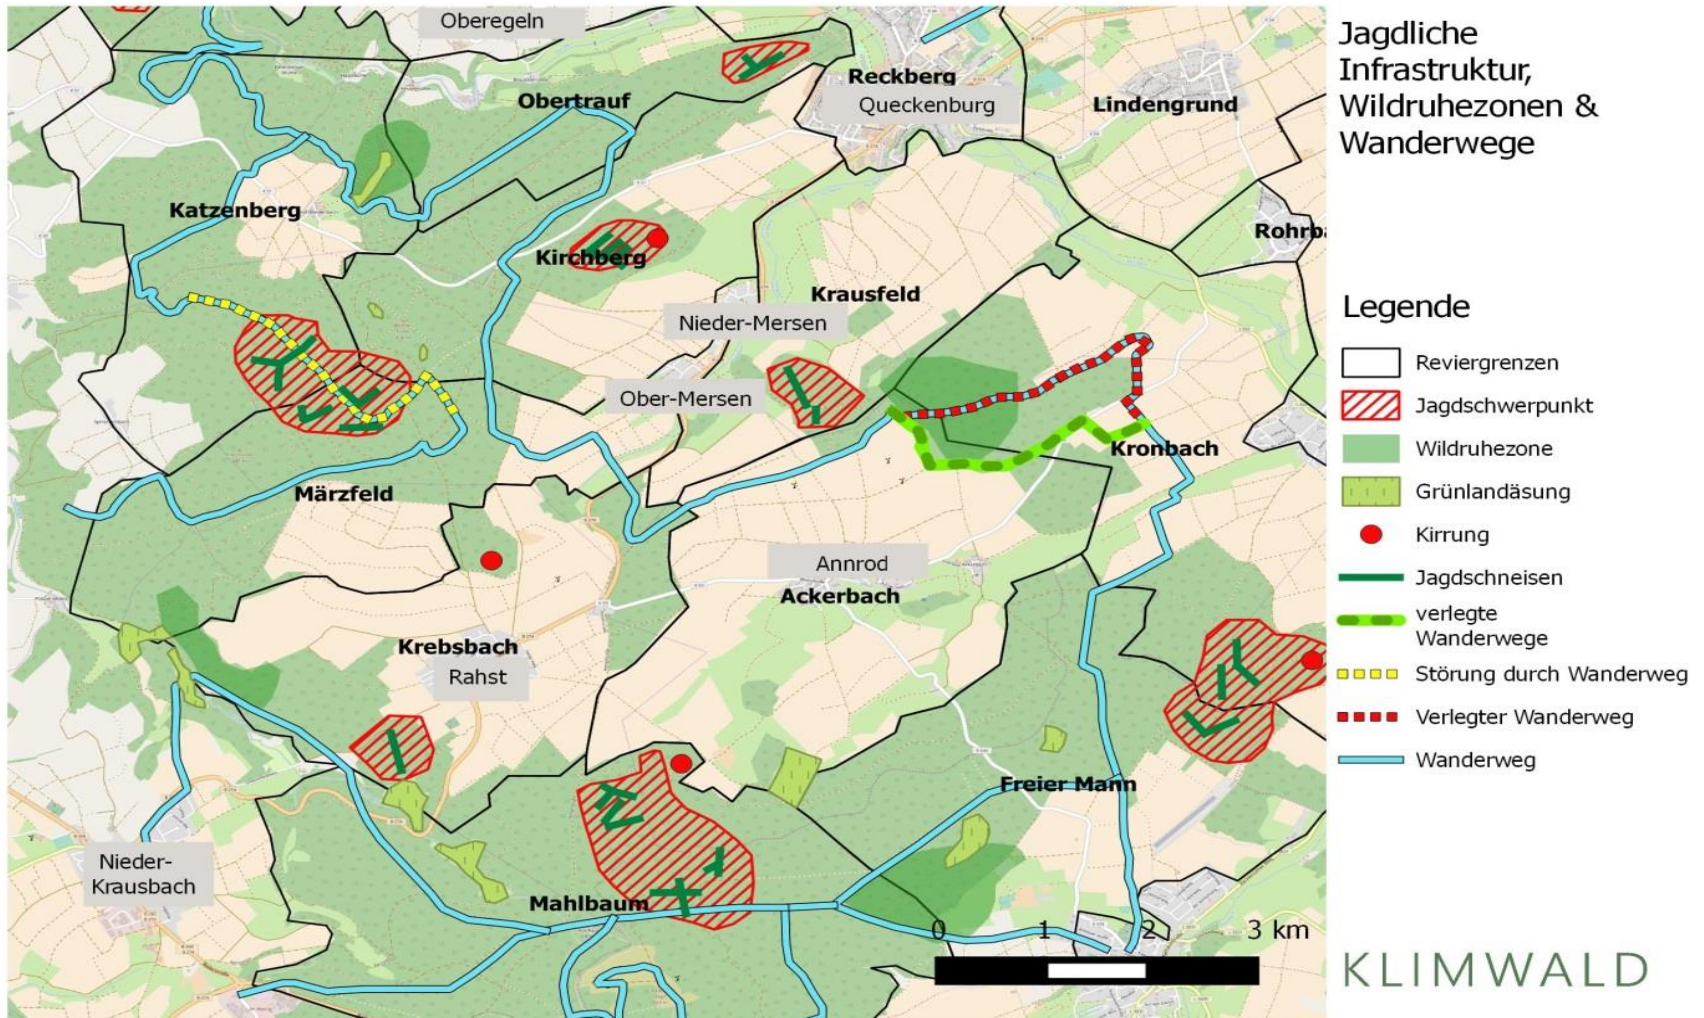 Oberegeln
Reckberg
Queckenburg
Obertrauf
Lindengrund
Katzenberg
Rohrba
Kirchberg
Krausfeld
Nieder-Mersen
Ober-Mersen
Kronbach
Märzfeld
Annrod
Ackerbach
Krebsbach
Rahst
Freier Mann
Nieder-
Krausbach
Mahlbaum
0 1 2 3 km
Jagdliche
Infrastruktur,
Wildruhezonen &
Wanderwege
Legende
Reviergrenzen
Jagdschwerpunkt
Wildruhezone
Grünlandäsung
Kirrung
Jagdschneisen
verlegte
Wanderwege
Störung durch Wanderweg
Verlegter Wanderweg
Wanderweg
KLIMWALD